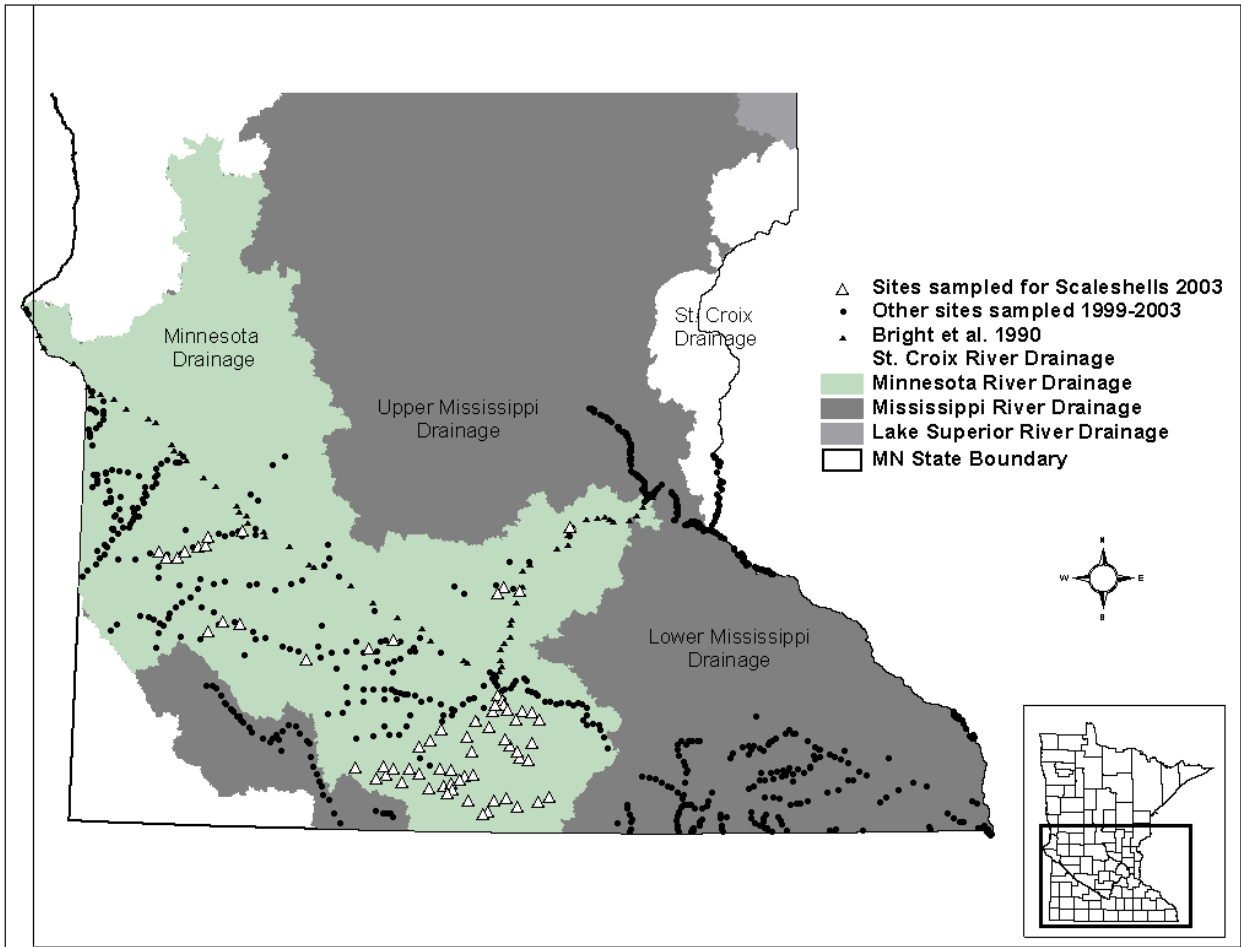 Minnesota
Drainage
Upper Mississippi
Drainage
St. Croix
Drainage
Lower Mississippi
Drainage
Sites sampled for Scaleshells 2003
Other sites sampled 1999-2003
Bright et al. 1990
St. Croix River Drainage
Minnesota River Drainage
Mississippi River Drainage
Lake Superior River Drainage
MN State Boundary
N
W E
S